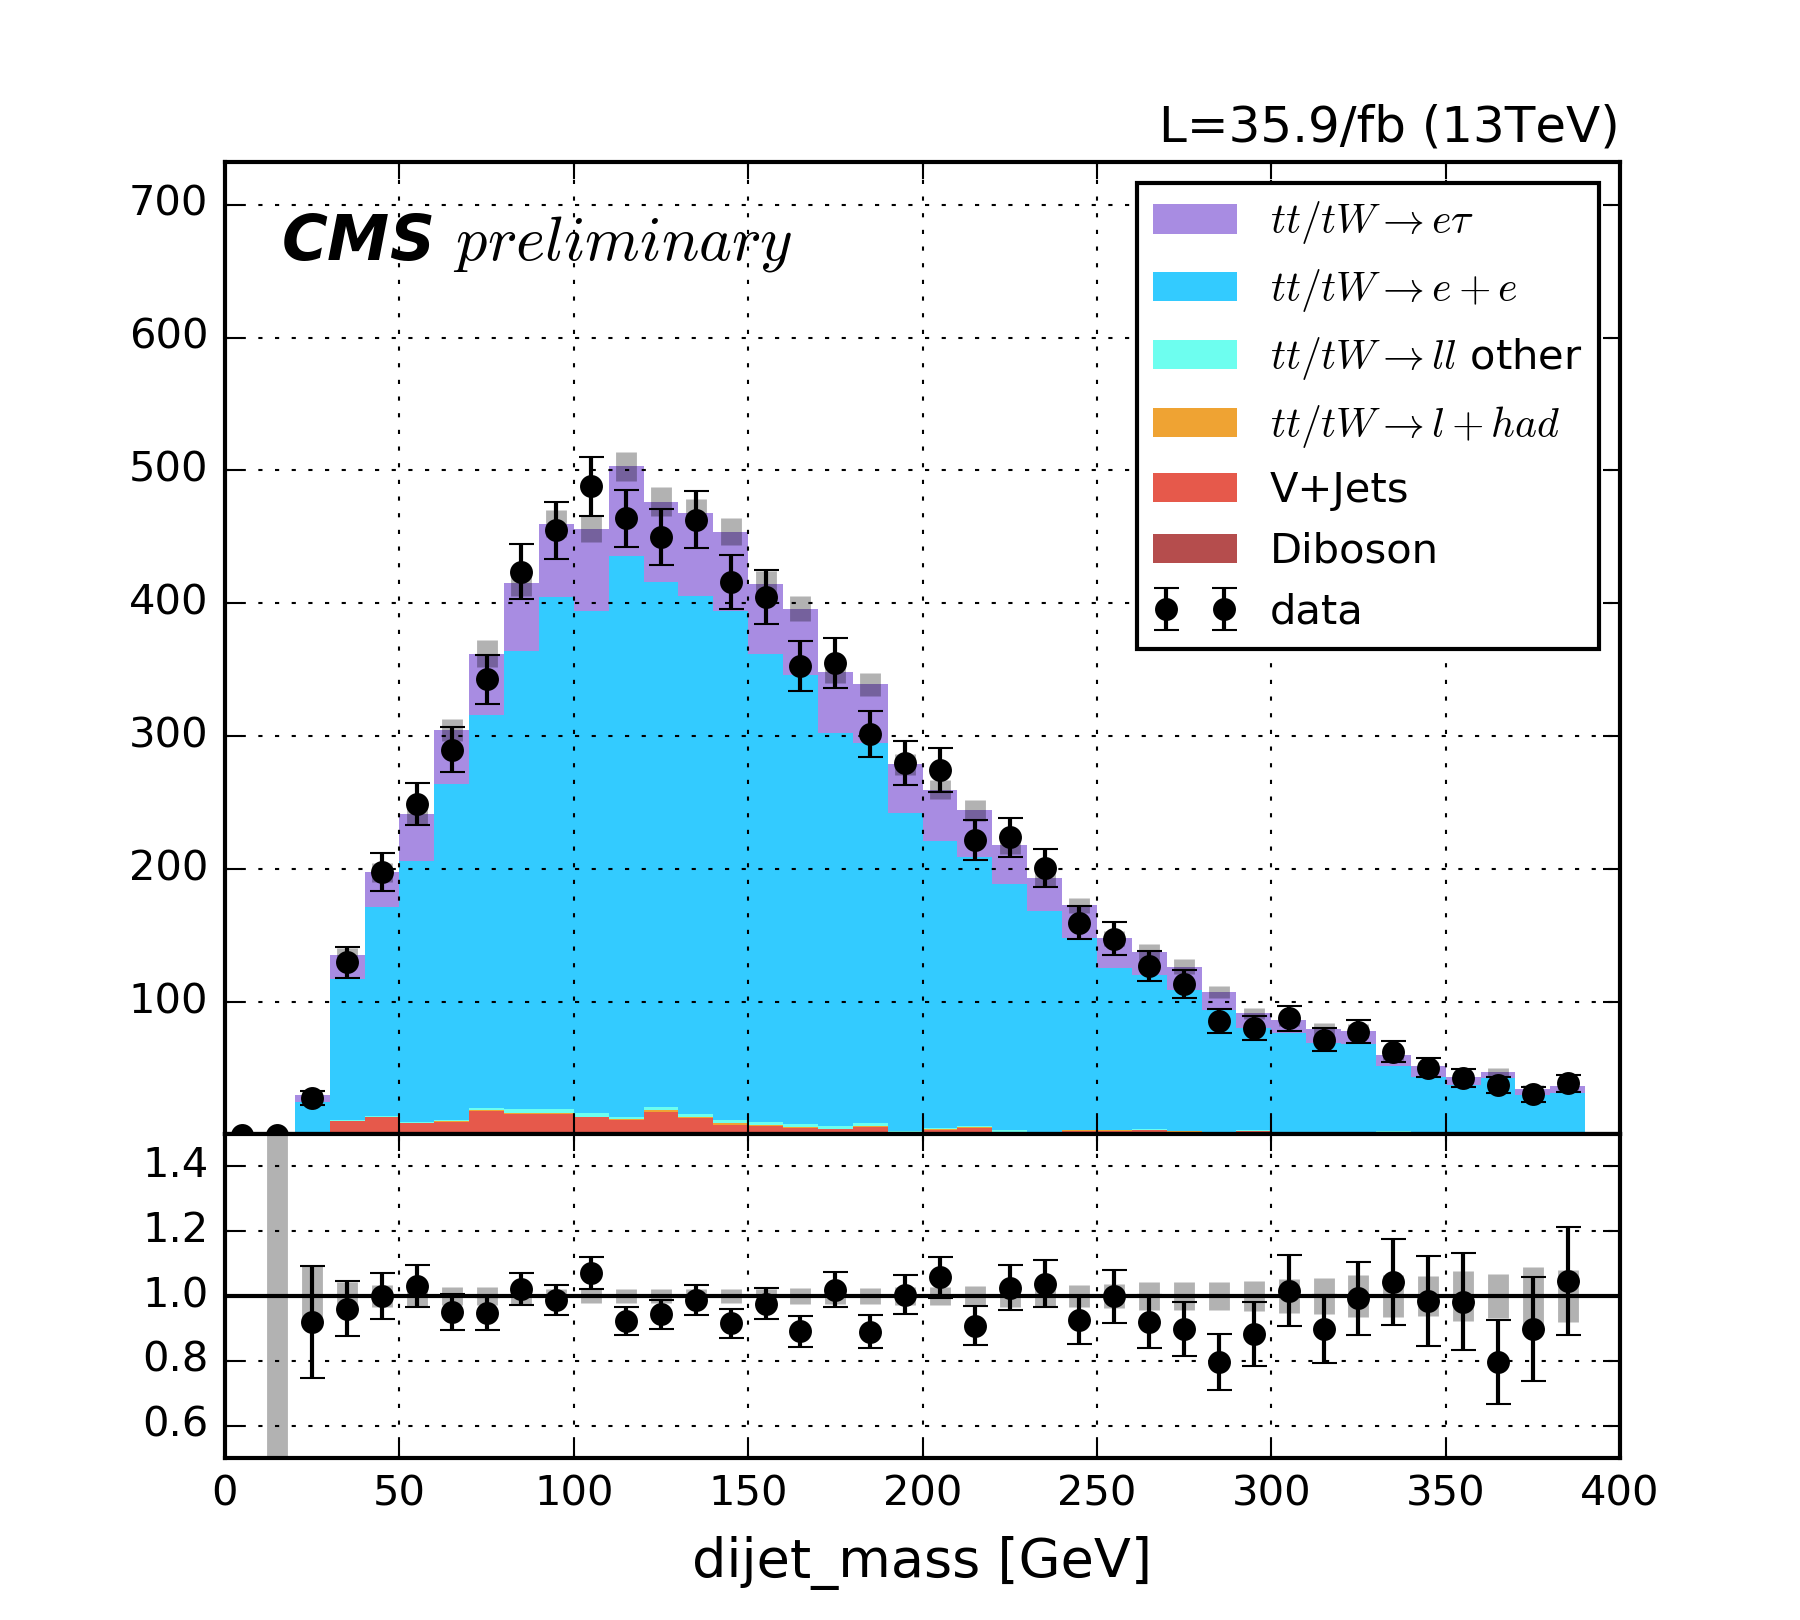 L=35.9/fb (13TeV)
CMS preliminary
700
600
500
400
300
200
100
tt/tW→eτ
tt/tW→e+e
tt/tW→ll other
tt/tW→l+had
V+Jets
Diboson
data
1.4
1.2
1.0
0.8
0.6
0 50 100 150 200 250 300 350 400
dijet_mass [GeV]